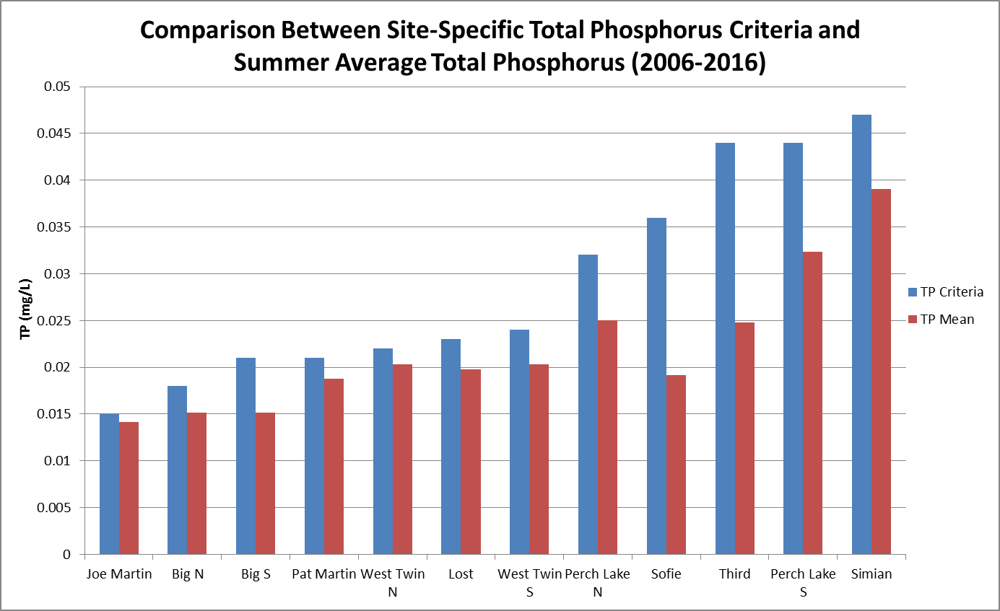 Comparison Between Site-Specific Total Phosphorus Criteria and
Summer Average Total Phosphorus (2006-2016)
0.05
0.045
0.04
0.035
0.03
0.025
0.02
0.015
0.01
0.005
0
TP (mg/L)
Joe Martin
Big N
Big S
Pat Martin
West Twin
N
Lost
West Twin
S
Perch Lake
N
Sofie
Third
Perch Lake
S
Simian
TP Criteria
TP Mean